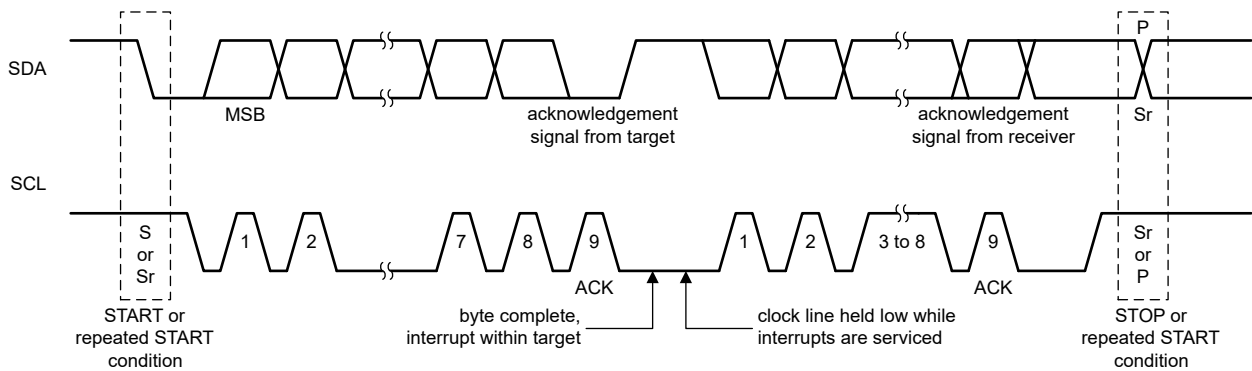 P
SDA
MSB
acknowledgement
signal from target
acknowledgement
signal from receiver
Sr
SCL
S
or
Sr
1
2
7
8
9
1
2
3 to 8
9
Sr
or
P
ACK
ACK
START or
repeated START
condition
byte complete,
interrupt within target
clock line held low while
interrupts are serviced
STOP or
repeated START
condition